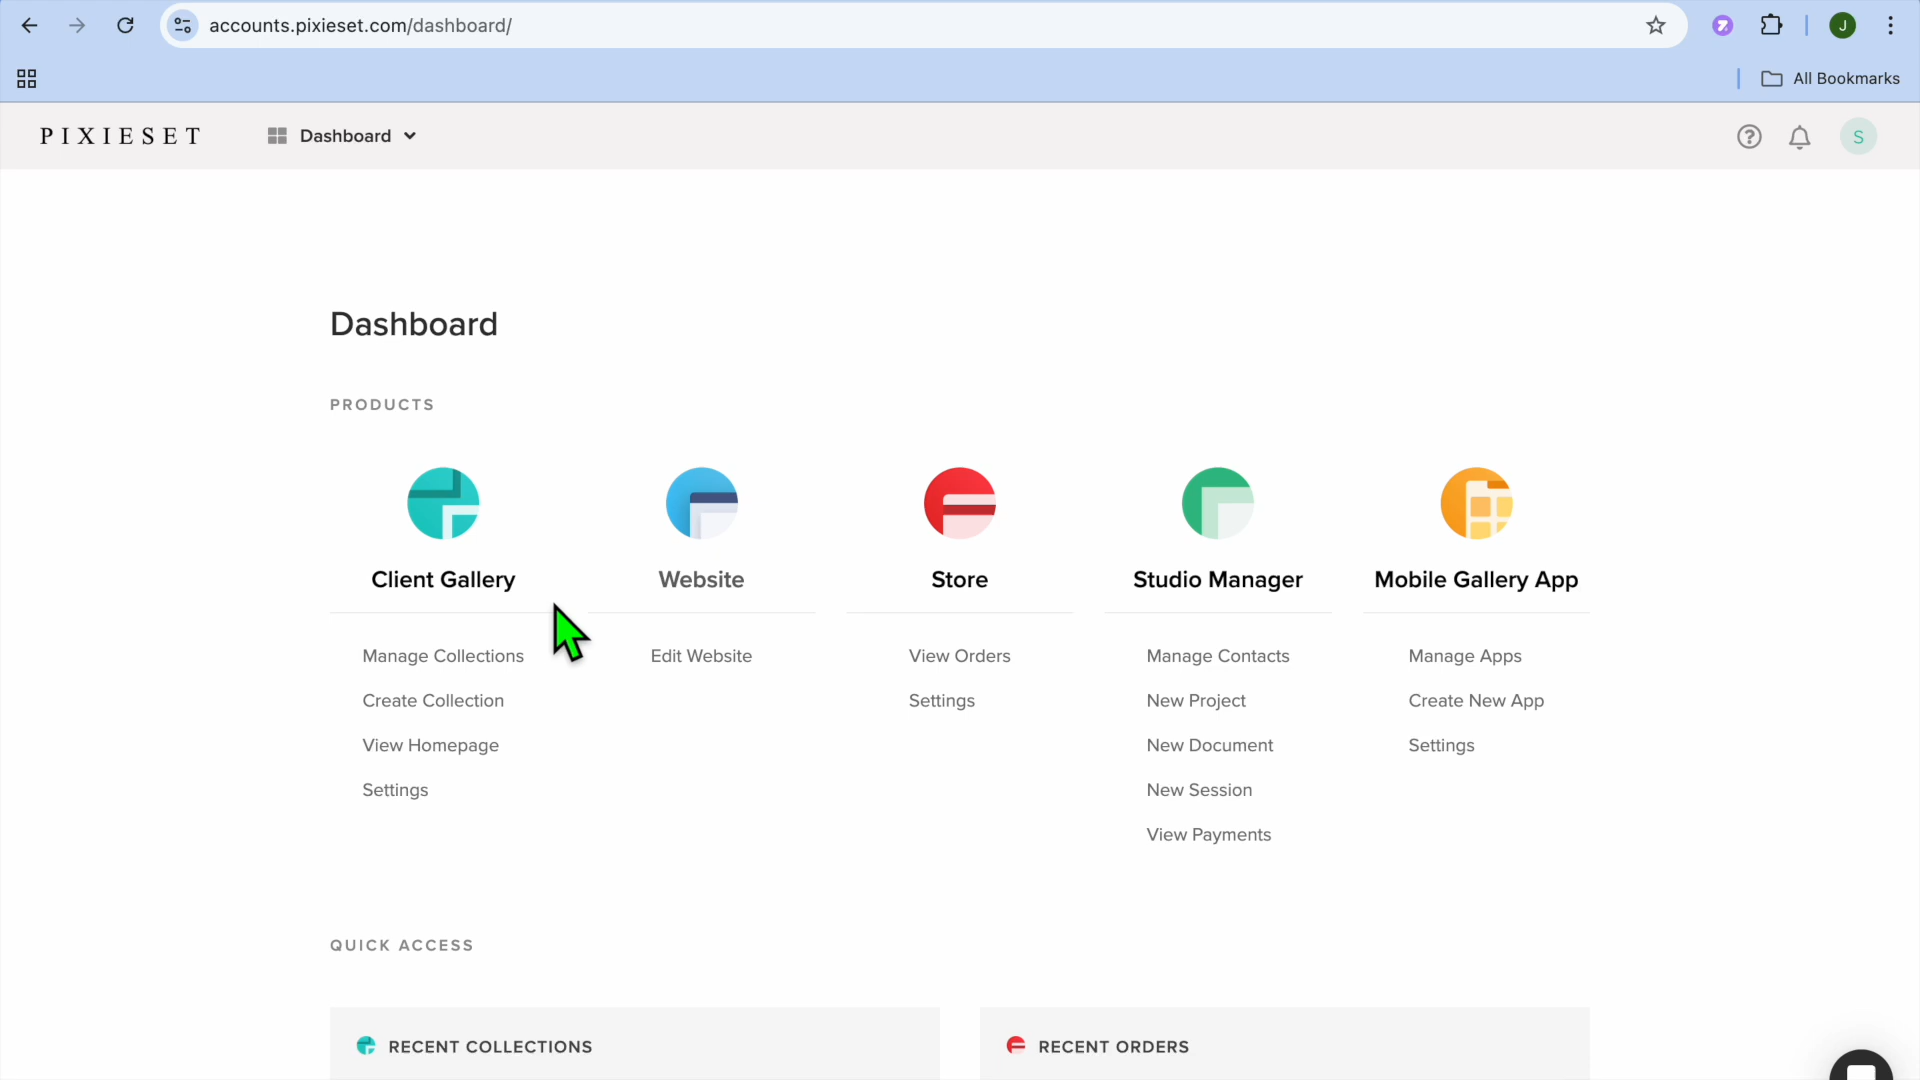 accounts.pixieset.com/dashboard/
J
All Bookmarks
PIXIESET
Dashboard
S
Dashboard
PRODUCTS
Client Gallery
Website
Store
Studio Manager
Mobile Gallery App
Manage Collections
Edit Website
View Orders
Manage Contacts
Manage Apps
Create Collection
Settings
New Project
Create New App
View Homepage
New Document
Settings
Settings
New Session
View Payments
QUICK ACCESS
RECENT COLLECTIONS
RECENT ORDERS